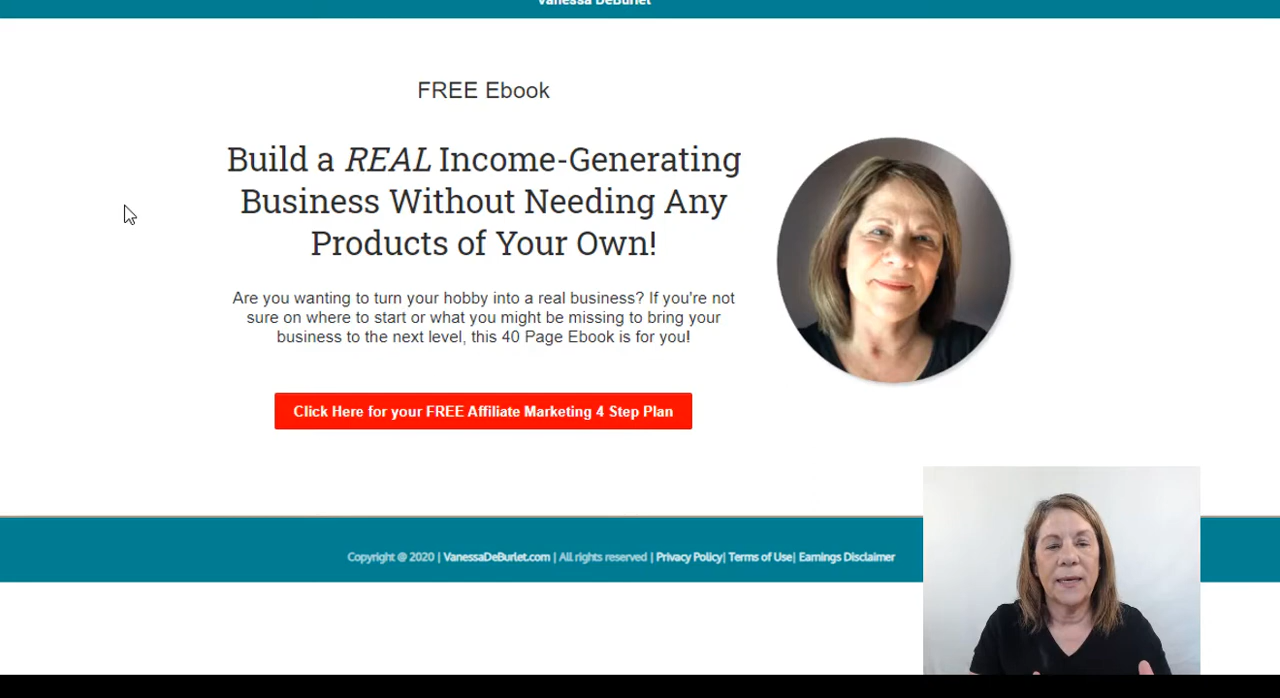 Vanessa DeBurlet
FREE Ebook
Build a REAL Income-Generating
Business Without Needing Any
Products of Your Own!
Are you wanting to turn your hobby into a real business? If you're not
sure on where to start or what you might be missing to bring your
business to the next level, this 40 Page Ebook is for you!
Click Here for your FREE Affiliate Marketing 4 Step Plan
Copyright @ 2020 | VanessaDeBurlet.com | All rights reserved | Privacy Policy| Terms of Use| Earnings Disclaimer